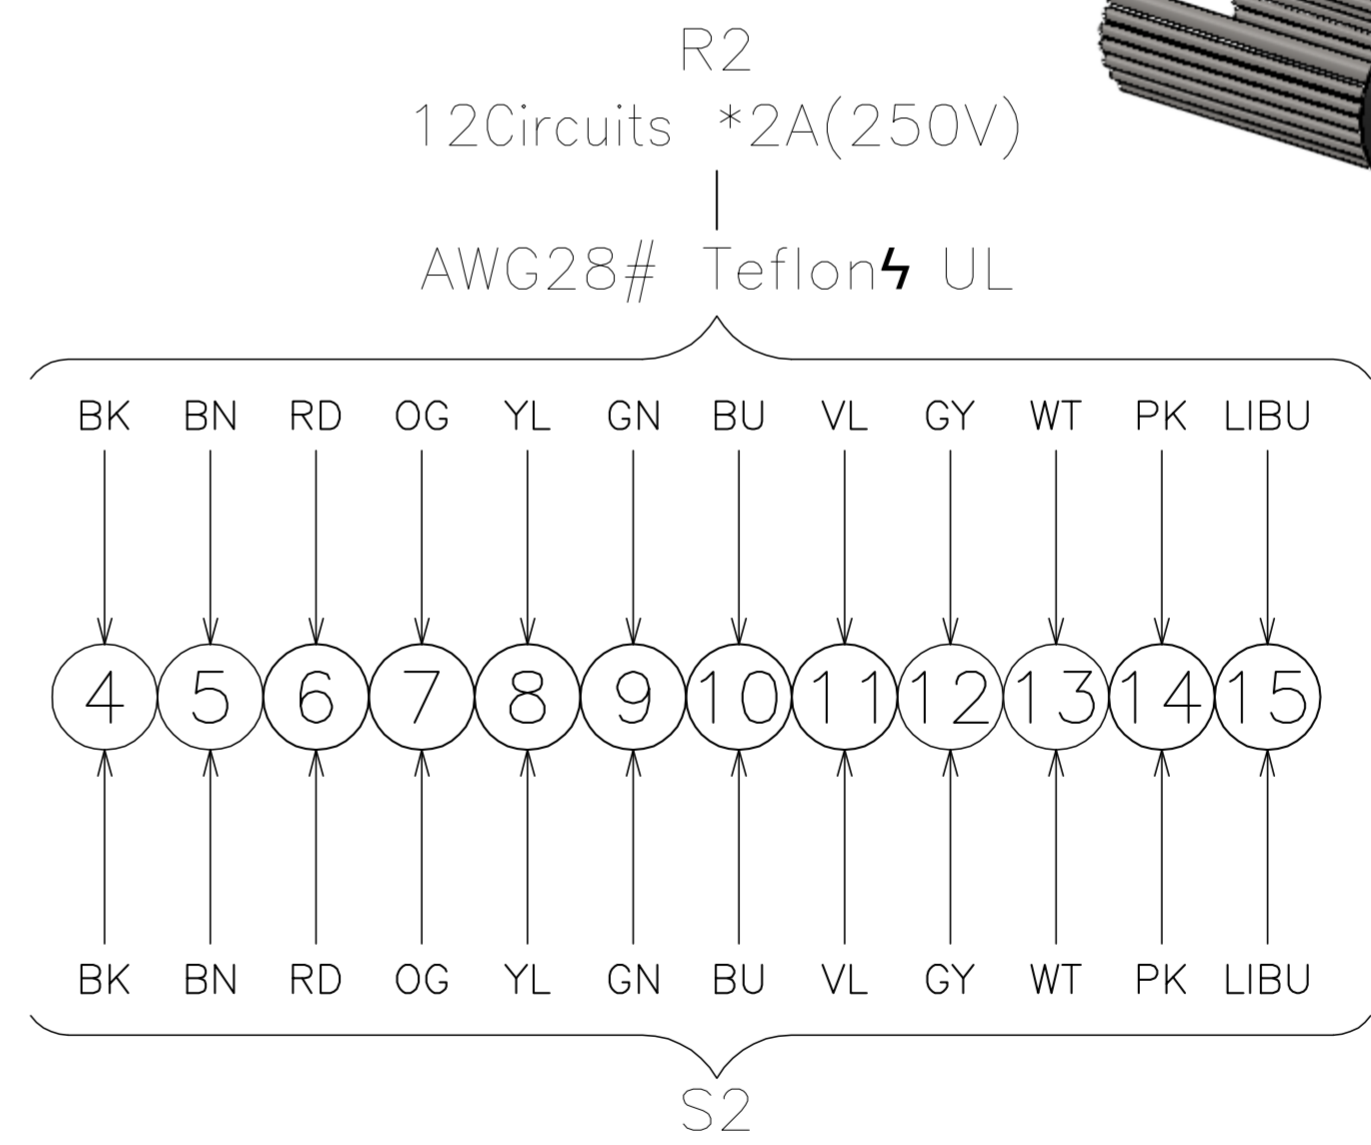 R2
12Circuits *2A(250V)
AWG28# Teflonϟ UL
BK BN RD OG YL GN BU VL GY WT PK LIBU
4 5 6 7 8 9 10 11 12 13 14 15
BK BN RD OG YL GN BU VL GY WT PK LIBU
S2